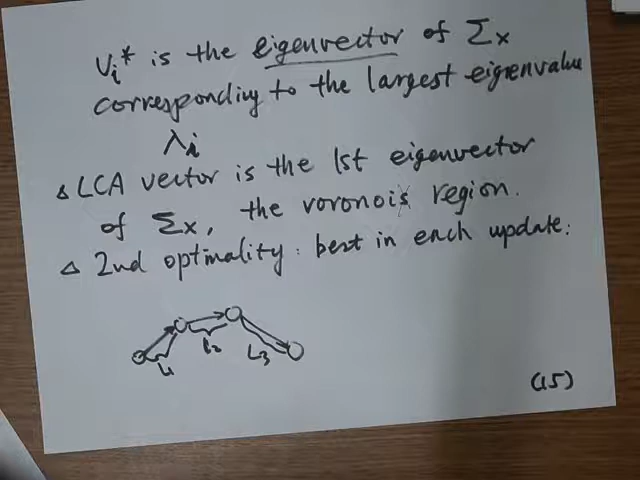 Vi* is the eigenvector of Σx
corresponding to the largest eigenvalue
λi
Δ LCA vector is the 1st eigenvector
of Σx, the voronoi region.
Δ 2nd optimality: best in each update:
L1 L2 L3
(15)